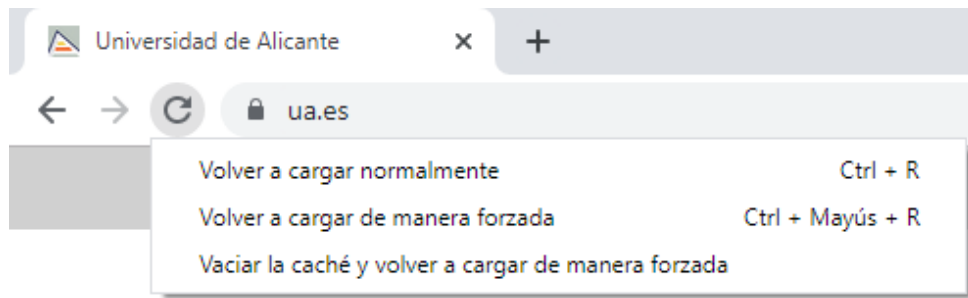 Universidad de Alicante
ua.es
Volver a cargar normalmente Ctrl + R
Volver a cargar de manera forzada Ctrl + Mayús + R
Vaciar la caché y volver a cargar de manera forzada